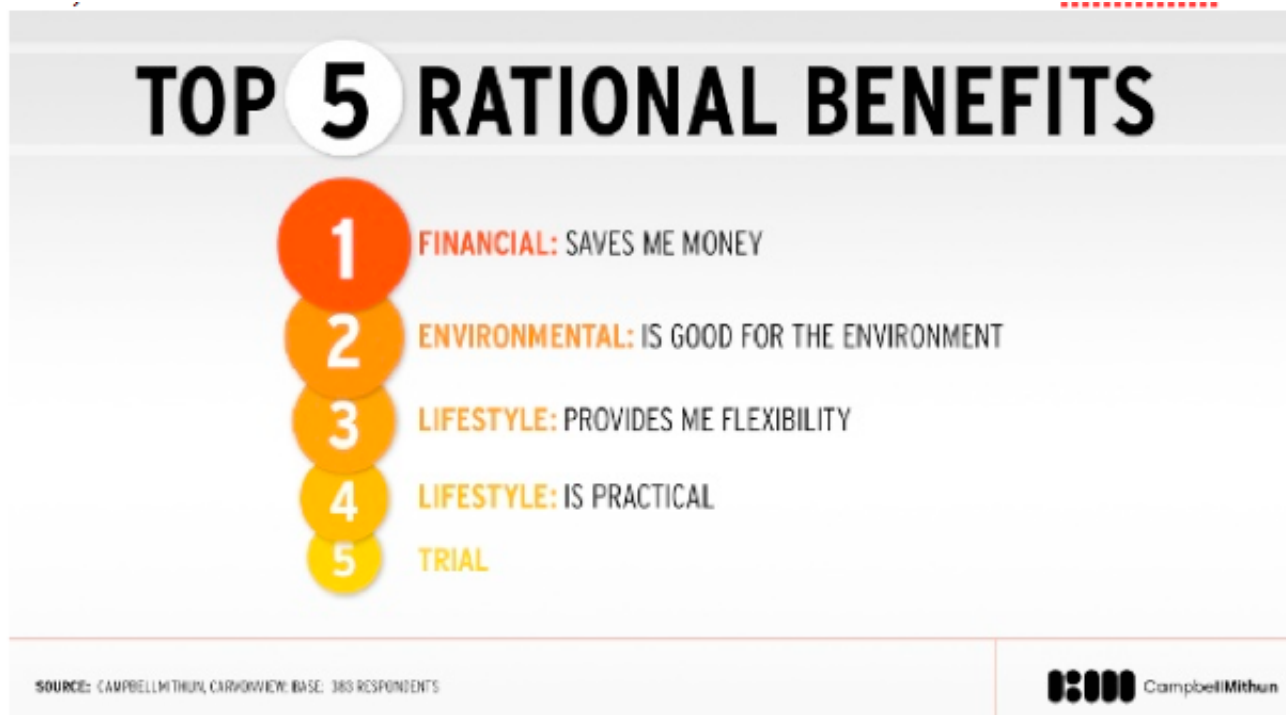 TOP 5 RATIONAL BENEFITS
1 FINANCIAL: SAVES ME MONEY
2 ENVIRONMENTAL: IS GOOD FOR THE ENVIRONMENT
3 LIFESTYLE: PROVIDES ME FLEXIBILITY
4 LIFESTYLE: IS PRACTICAL
5 TRIAL
SOURCE: CAMPBELLMITHUN, CARVONVIEW: BASE: 383 RESPONDENTS
CampbellMithun